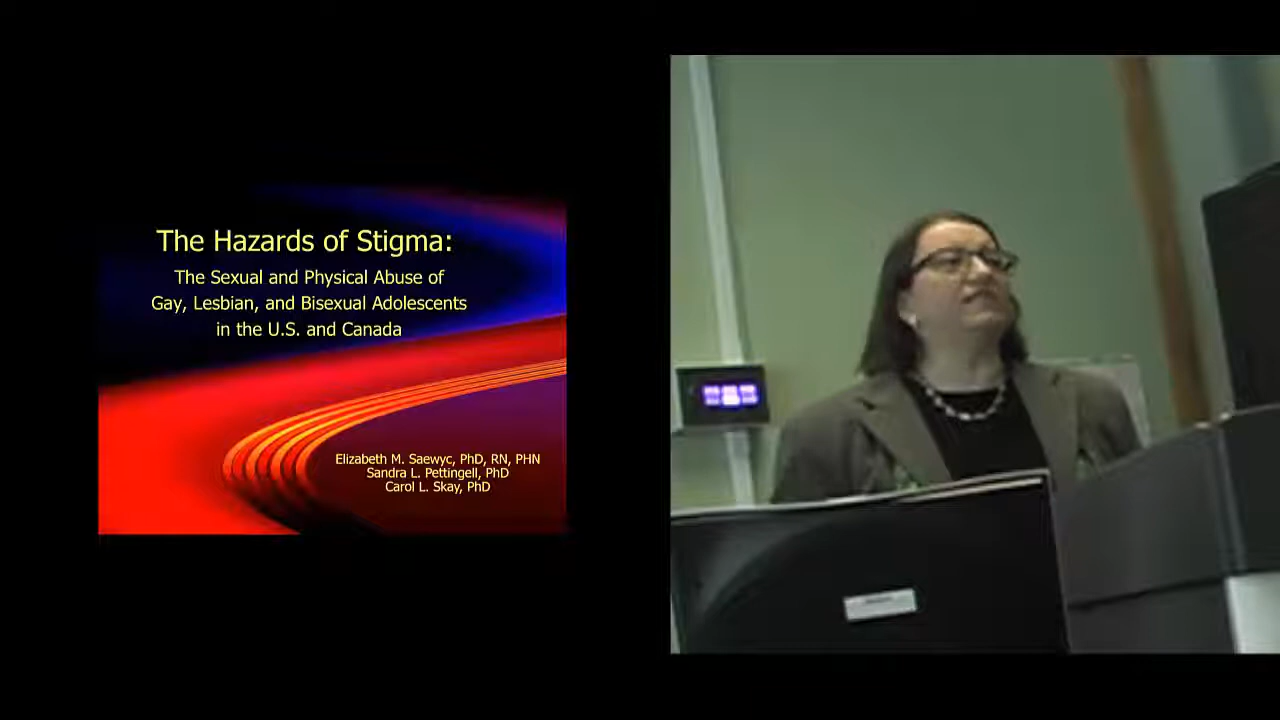 The Hazards of Stigma:
The Sexual and Physical Abuse of
Gay, Lesbian, and Bisexual Adolescents
in the U.S. and Canada
Elizabeth M. Saewyc, PhD, RN, PHN
Sandra L. Pettingell, PhD
Carol L. Skay, PhD